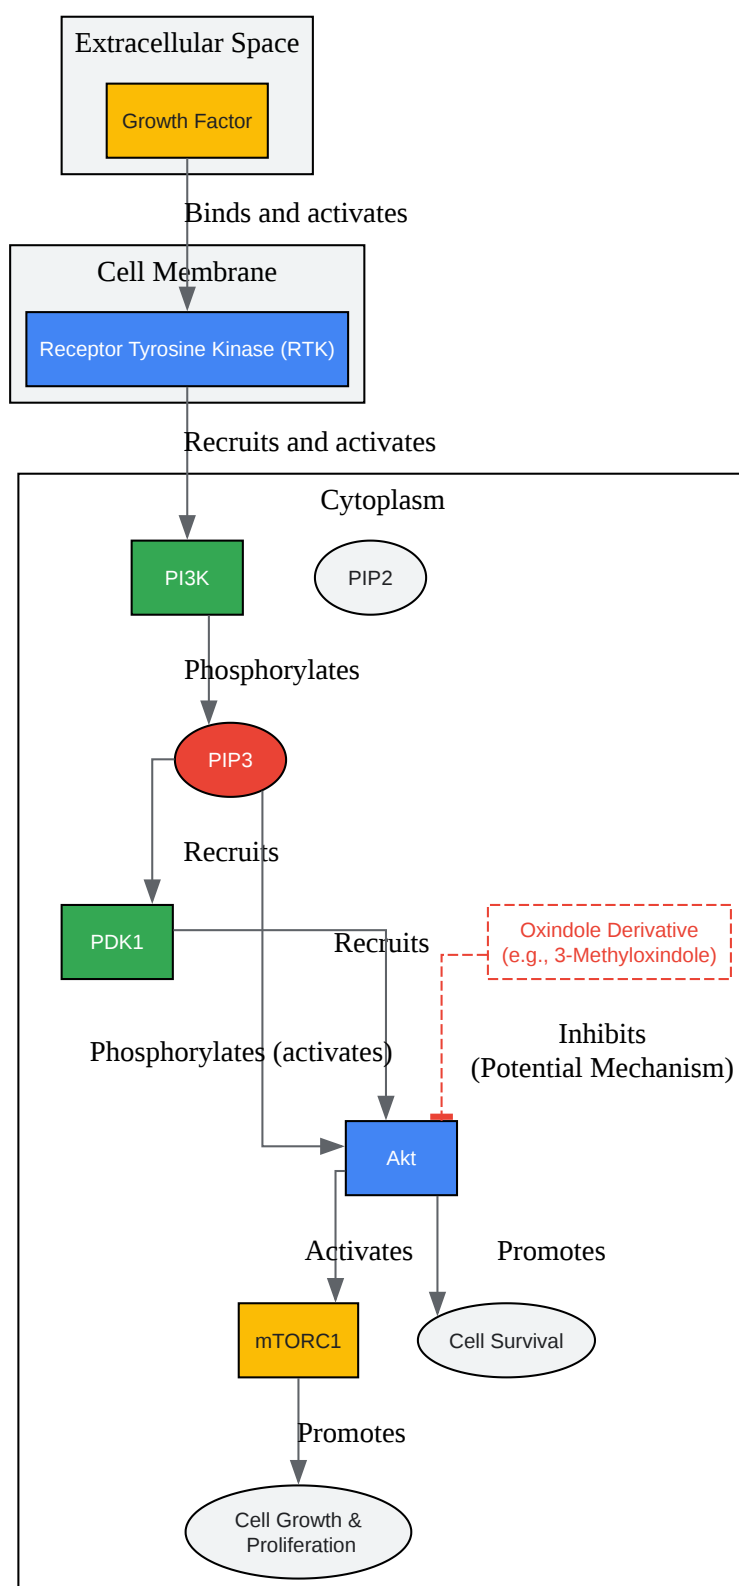 Extracellular Space
Growth Factor
Binds and activates
Cell Membrane
Receptor Tyrosine Kinase (RTK)
Recruits and activates
Cytoplasm
PI3K
PIP2
Phosphorylates
PIP3
Recruits
PDK1
Recruits
Oxindole Derivative
(e.g., 3-Methyloxindole)
Phosphorylates (activates)
Inhibits
(Potential Mechanism)
Akt
Activates
Promotes
mTORC1
Cell Survival
Promotes
Cell Growth &
Proliferation